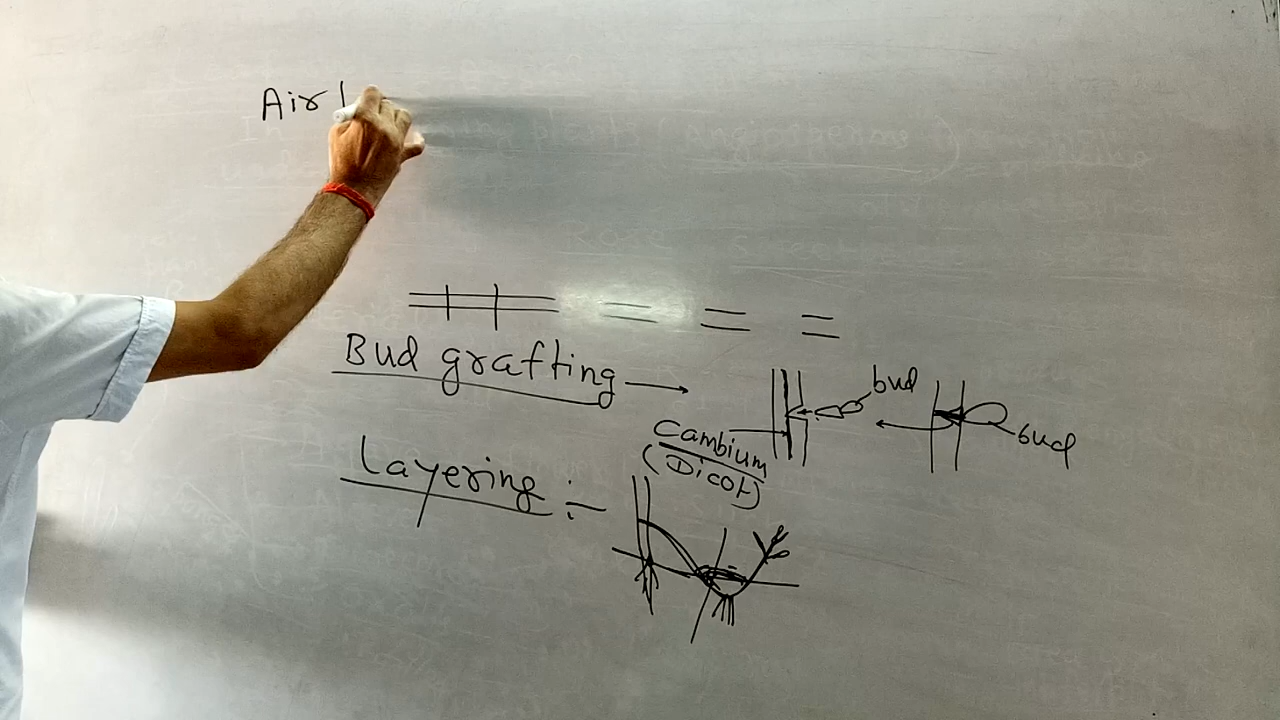 Air l
Bud grafting →
bud
bud
Cambium
(Dicot)
Layering :-